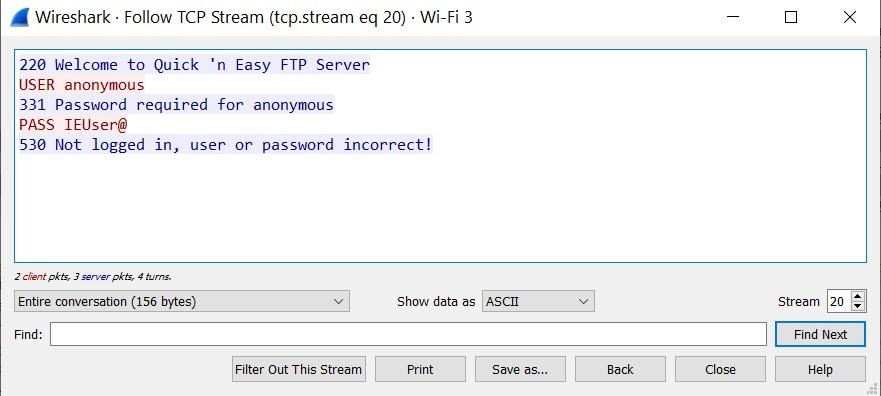 Wireshark · Follow TCP Stream (tcp.stream eq 20) · Wi-Fi 3
220 Welcome to Quick 'n Easy FTP Server
USER anonymous
331 Password required for anonymous
PASS IEUser@
530 Not logged in, user or password incorrect!
2 client pkts, 3 server pkts, 4 turns.
Entire conversation (156 bytes) Show data as ASCII Stream 20
Find: Find Next
Filter Out This Stream Print Save as... Back Close Help